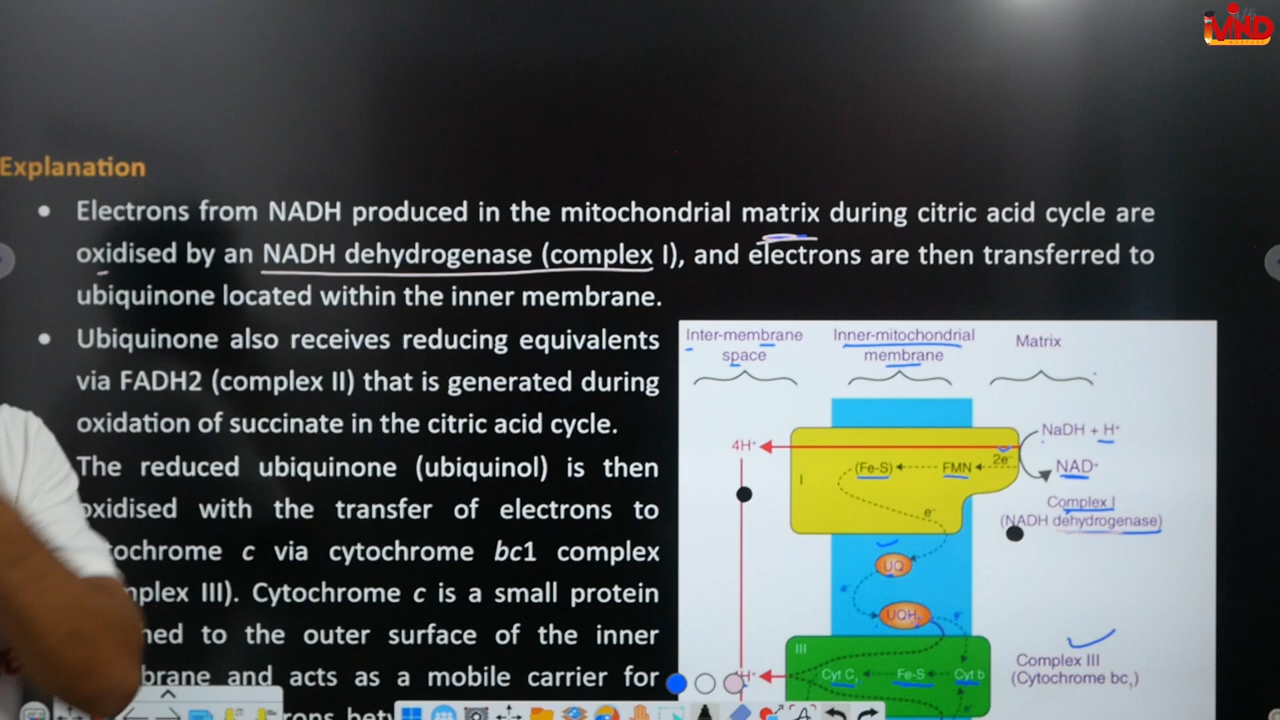 iVIND
Explanation
• Electrons from NADH produced in the mitochondrial matrix during citric acid cycle are
oxidised by an NADH dehydrogenase (complex I), and electrons are then transferred to
ubiquinone located within the inner membrane.
• Ubiquinone also receives reducing equivalents
via FADH2 (complex II) that is generated during
oxidation of succinate in the citric acid cycle.
The reduced ubiquinone (ubiquinol) is then
oxidised with the transfer of electrons to
cytochrome c via cytochrome bc1 complex
(complex III). Cytochrome c is a small protein
to the outer surface of the inner
and acts as a mobile carrier for
Inter-membrane
space
Inner-mitochondrial
membrane
Matrix
4H⁺
NaDH + H⁺
I
(Fe-S)
FMN
2e⁻
NAD⁺
e⁻
Complex I
(NADH dehydrogenase)
UQ
e⁻
UQH₂
e⁻
III
Cyt C₁
Fe-S
Cyt b
e⁻
Complex III
(Cytochrome bc₁)